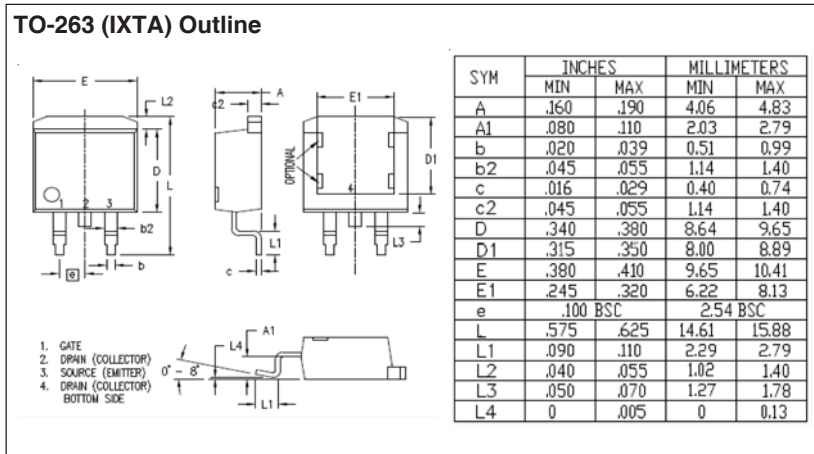 TO-263 (IXTA) Outline
E
L2
D
L
1 2 3
b2
e
b
A
c2
L1
c
E1
OPTIONAL
4
D1
L3
1. GATE
2. DRAIN (COLLECTOR)
3. SOURCE (EMITTER)
4. DRAIN (COLLECTOR)
BOTTOM SIDE
A1
L4
0° - 8°
L1
SYM INCHES MILLIMETERS
MIN MAX MIN MAX
A .160 .190 4.06 4.83
A1 .080 .110 2.03 2.79
b .020 .039 0.51 0.99
b2 .045 .055 1.14 1.40
c .016 .029 0.40 0.74
c2 .045 .055 1.14 1.40
D .340 .380 8.64 9.65
D1 .315 .350 8.00 8.89
E .380 .410 9.65 10.41
E1 .245 .320 6.22 8.13
e .100 BSC 2.54 BSC
L .575 .625 14.61 15.88
L1 .090 .110 2.29 2.79
L2 .040 .055 1.02 1.40
L3 .050 .070 1.27 1.78
L4 0 .005 0 0.13